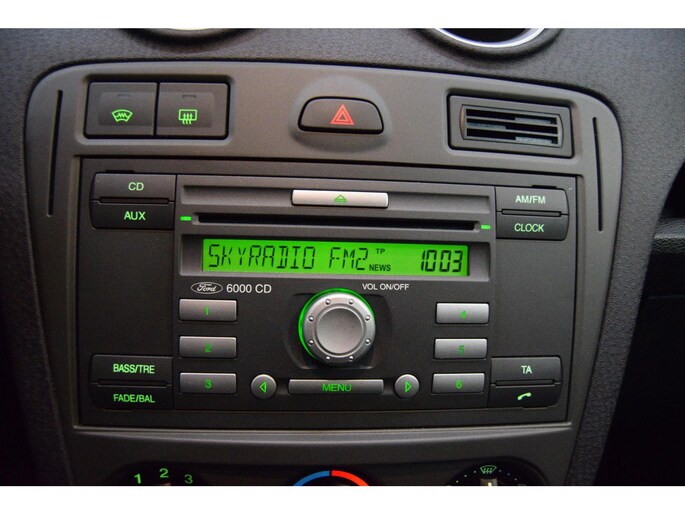 CD
AUX
AM/FM
CLOCK
SKYRADIO FM2 TP NEWS 1003
Ford 6000 CD
VOL ON/OFF
1
2
3
4
5
6
BASS/TRE
FADE/BAL
MENU
TA
1 2 3